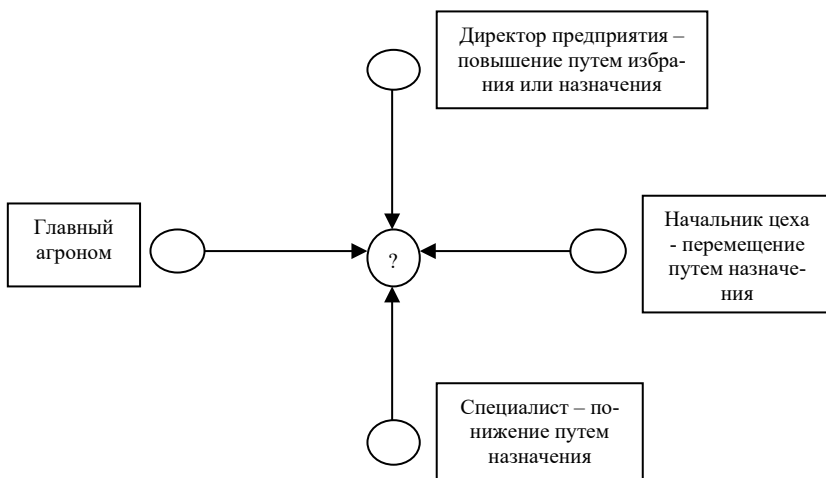 Директор предприятия –
повышение путем избра-
ния или назначения
Главный
агроном
?
Начальник цеха
- перемещение
путем назначе-
ния
Специалист – по-
нижение путем
назначения